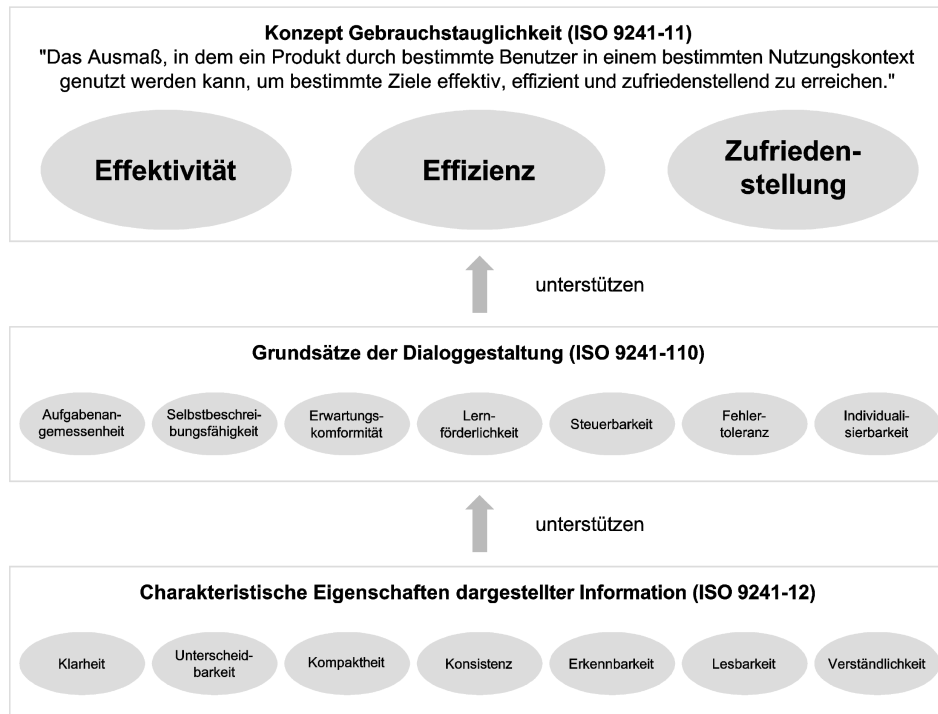 Konzept Gebrauchstauglichkeit (ISO 9241-11)
"Das Ausmaß, in dem ein Produkt durch bestimmte Benutzer in einem bestimmten Nutzungskontext
genutzt werden kann, um bestimmte Ziele effektiv, effizient und zufriedenstellend zu erreichen."
Effektivität
Effizienz
Zufrieden-
stellung
unterstützen
Grundsätze der Dialoggestaltung (ISO 9241-110)
Aufgabenan-
gemessenheit
Selbstbeschrei-
bungsfähigkeit
Erwartungs-
komformität
Lern-
förderlichkeit
Steuerbarkeit
Fehler-
toleranz
Individuali-
sierbarkeit
unterstützen
Charakteristische Eigenschaften dargestellter Information (ISO 9241-12)
Klarheit
Unterscheid-
barkeit
Kompaktheit
Konsistenz
Erkennbarkeit
Lesbarkeit
Verständlichkeit